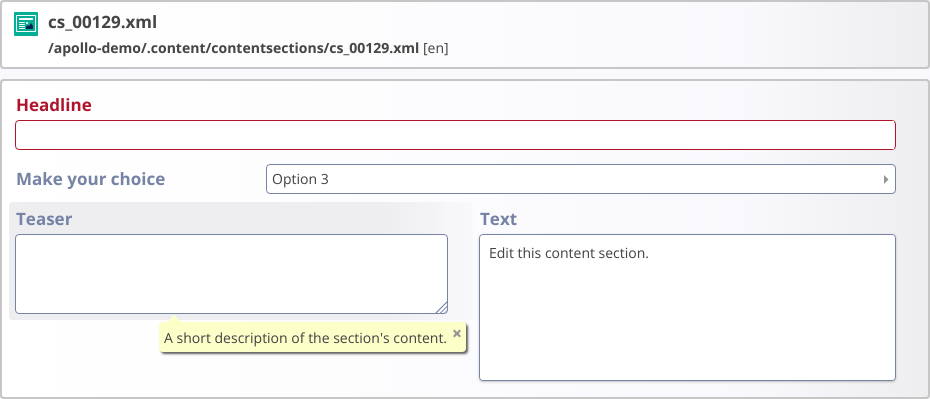 cs_00129.xml
/apollo-demo/.content/contentsections/cs_00129.xml [en]
Headline
Make your choice
Option 3
Teaser
Text
Edit this content section.
A short description of the section's content.